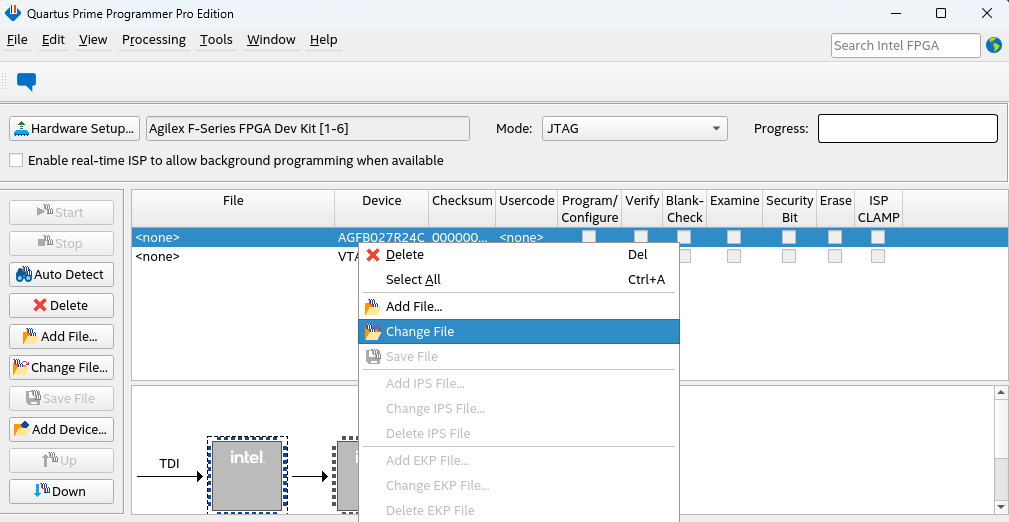 Quartus Prime Programmer Pro Edition
File Edit View Processing Tools Window Help
Search Intel FPGA
Hardware Setup... Agilex F-Series FPGA Dev Kit [1-6] Mode: JTAG Progress:
Enable real-time ISP to allow background programming when available
Start
Stop
Auto Detect
Delete
Add File...
Change File...
Save File
Add Device...
Up
Down
File Device Checksum Usercode Program/ Verify Blank- Examine Security Erase ISP
Configure Check Bit CLAMP
<none> AGFB027R24C 000000... <none>
<none> VTA
Delete Del
Select All Ctrl+A
Add File...
Change File
Save File
Add IPS File...
Change IPS File...
Delete IPS File
Add EKP File...
Change EKP File...
Delete EKP File
TDI
intel